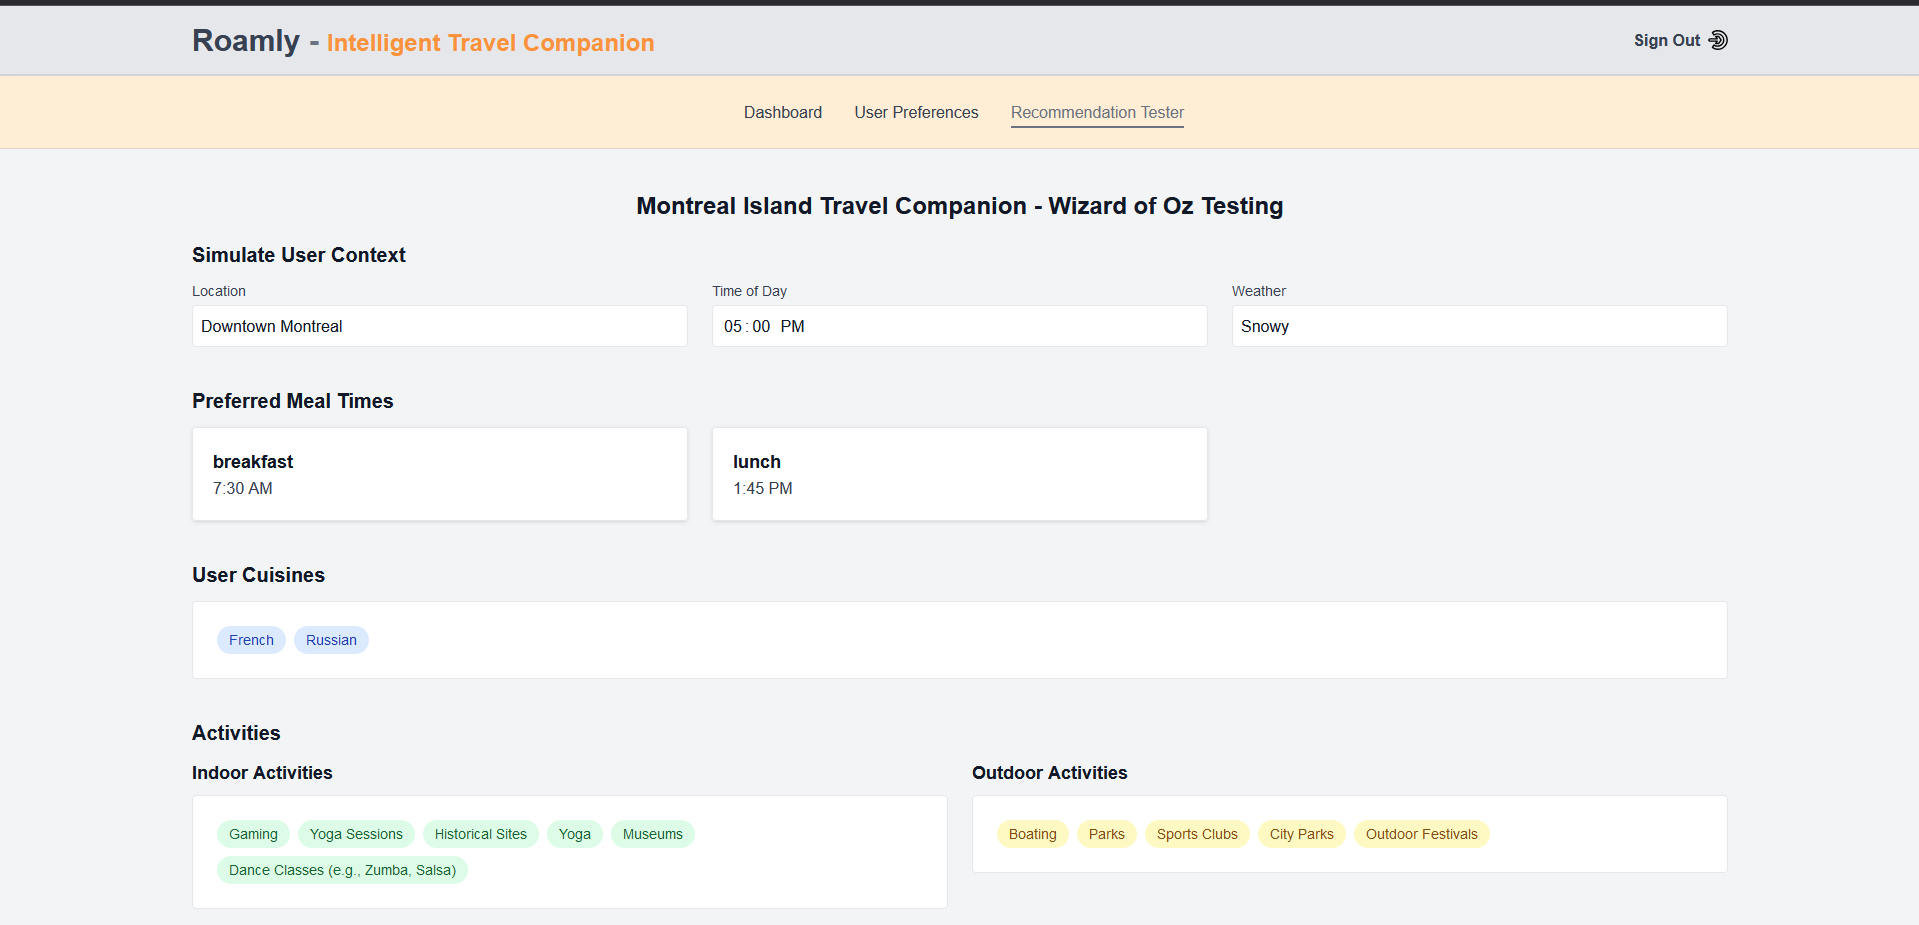 Roamly - Intelligent Travel Companion
Sign Out
Dashboard User Preferences Recommendation Tester
Montreal Island Travel Companion - Wizard of Oz Testing
Simulate User Context
Location
Downtown Montreal
Time of Day
05:00 PM
Weather
Snowy
Preferred Meal Times
breakfast
7:30 AM
lunch
1:45 PM
User Cuisines
French Russian
Activities
Indoor Activities
Gaming Yoga Sessions Historical Sites Yoga Museums
Dance Classes (e.g., Zumba, Salsa)
Outdoor Activities
Boating Parks Sports Clubs City Parks Outdoor Festivals